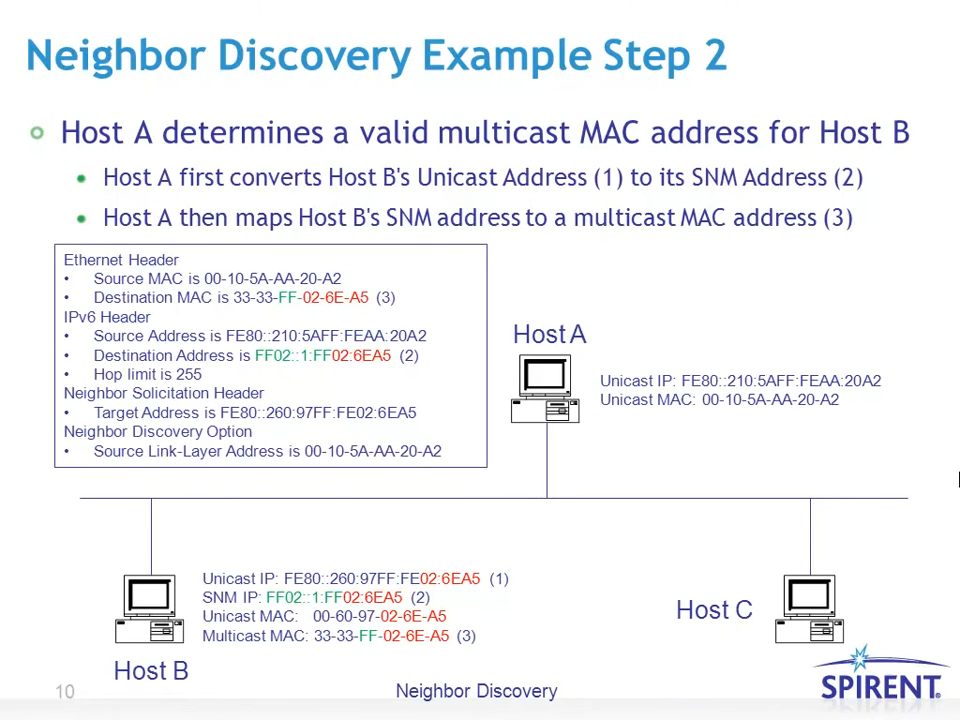 Neighbor Discovery Example Step 2
Host A determines a valid multicast MAC address for Host B
• Host A first converts Host B's Unicast Address (1) to its SNM Address (2)
• Host A then maps Host B's SNM address to a multicast MAC address (3)
Ethernet Header
• Source MAC is 00-10-5A-AA-20-A2
• Destination MAC is 33-33-FF-02-6E-A5 (3)
IPv6 Header
• Source Address is FE80::210:5AFF:FEAA:20A2
• Destination Address is FF02::1:FF02:6EA5 (2)
• Hop limit is 255
Neighbor Solicitation Header
• Target Address is FE80::260:97FF:FE02:6EA5
Neighbor Discovery Option
• Source Link-Layer Address is 00-10-5A-AA-20-A2
Host A
Unicast IP: FE80::210:5AFF:FEAA:20A2
Unicast MAC: 00-10-5A-AA-20-A2
Unicast IP: FE80::260:97FF:FE02:6EA5 (1)
SNM IP: FF02::1:FF02:6EA5 (2)
Unicast MAC: 00-60-97-02-6E-A5
Multicast MAC: 33-33-FF-02-6E-A5 (3)
Host B
Host C
10
Neighbor Discovery
SPIRENT®